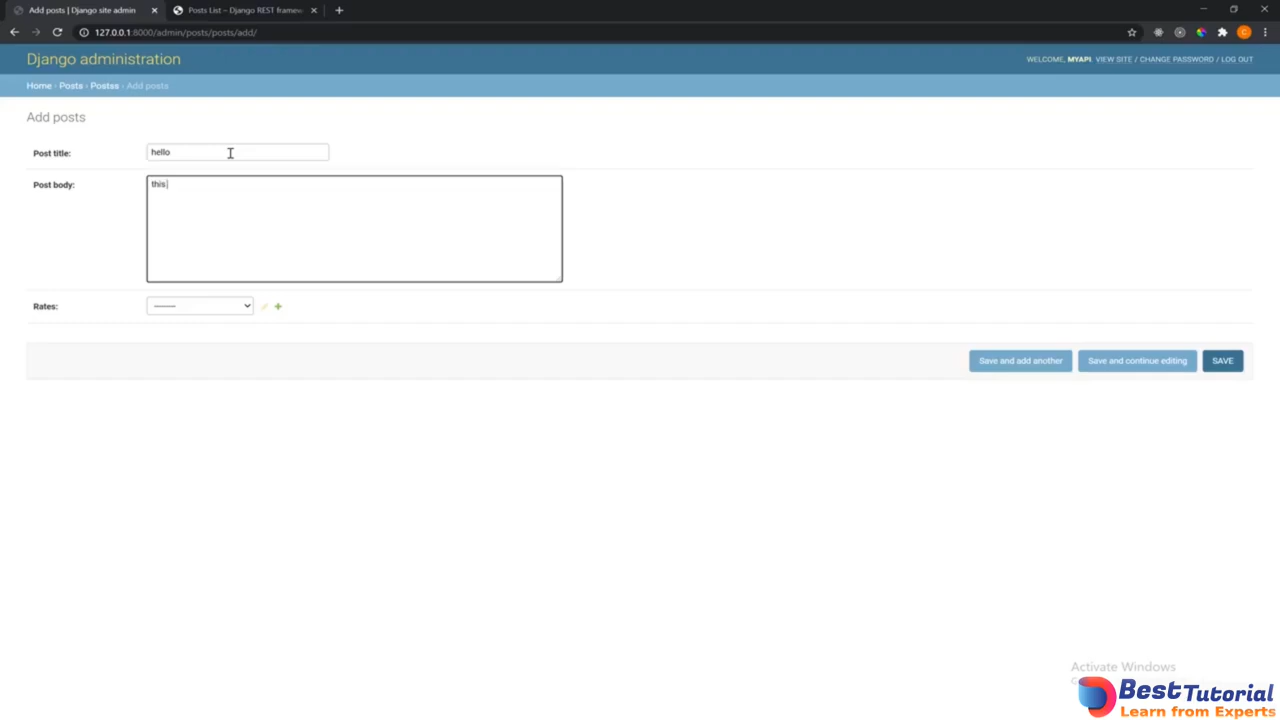 Add posts | Django site admin
Posts List – Django REST framew
127.0.0.1:8000/admin/posts/posts/add/
Django administration
WELCOME, MYAPI. VIEW SITE / CHANGE PASSWORD / LOG OUT
Home › Posts › Postss › Add posts
Add posts
Post title:
hello
Post body:
this
Rates:
---------
Save and add another
Save and continue editing
SAVE
Activate Windows
BestTutorial
Learn from Experts